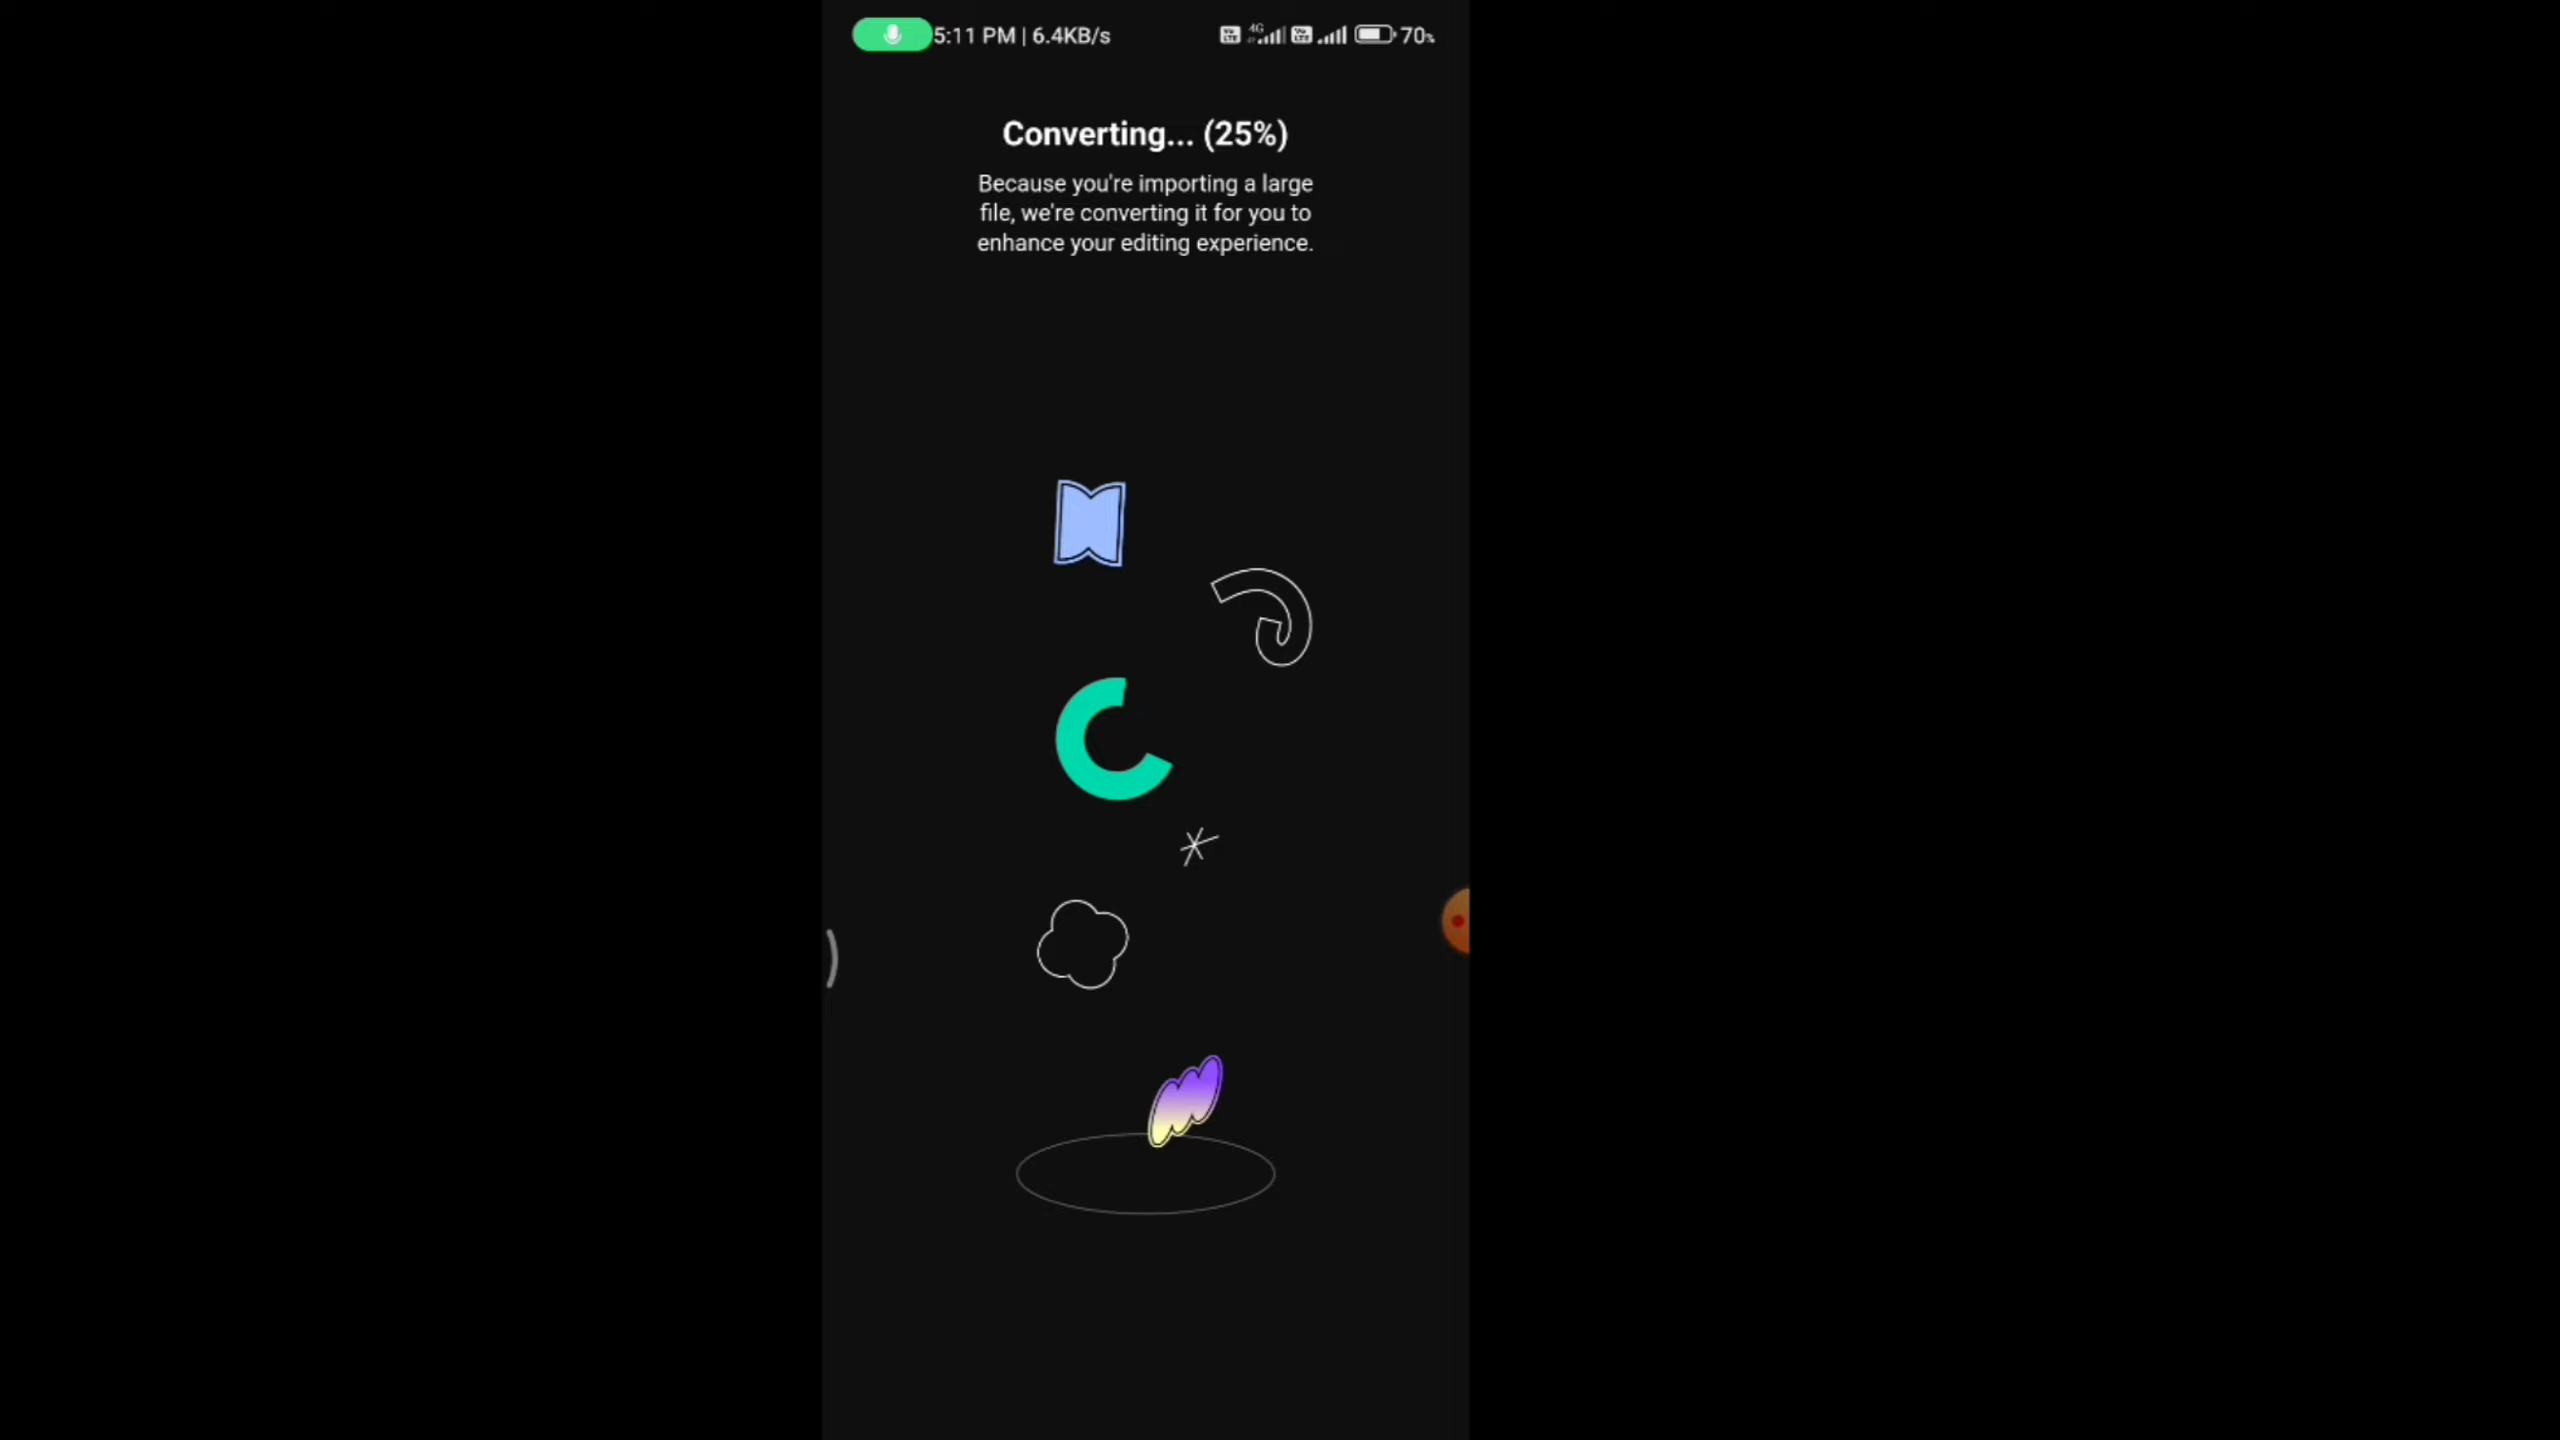 5:11 PM | 6.4KB/s 4G 70%
Converting... (25%)
Because you're importing a large
file, we're converting it for you to
enhance your editing experience.